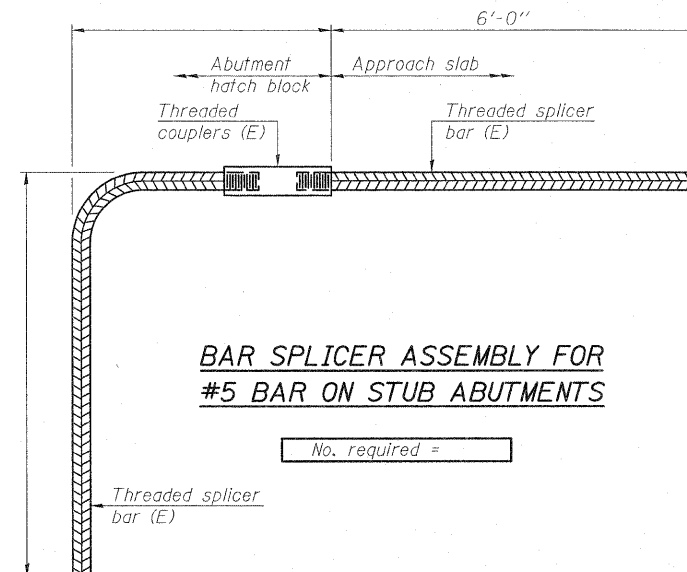 6'-0"
Abutment
hatch block
Approach slab
Threaded
couplers (E)
Threaded splicer
bar (E)
BAR SPLICER ASSEMBLY FOR
#5 BAR ON STUB ABUTMENTS
No. required =
Threaded splicer
bar (E)